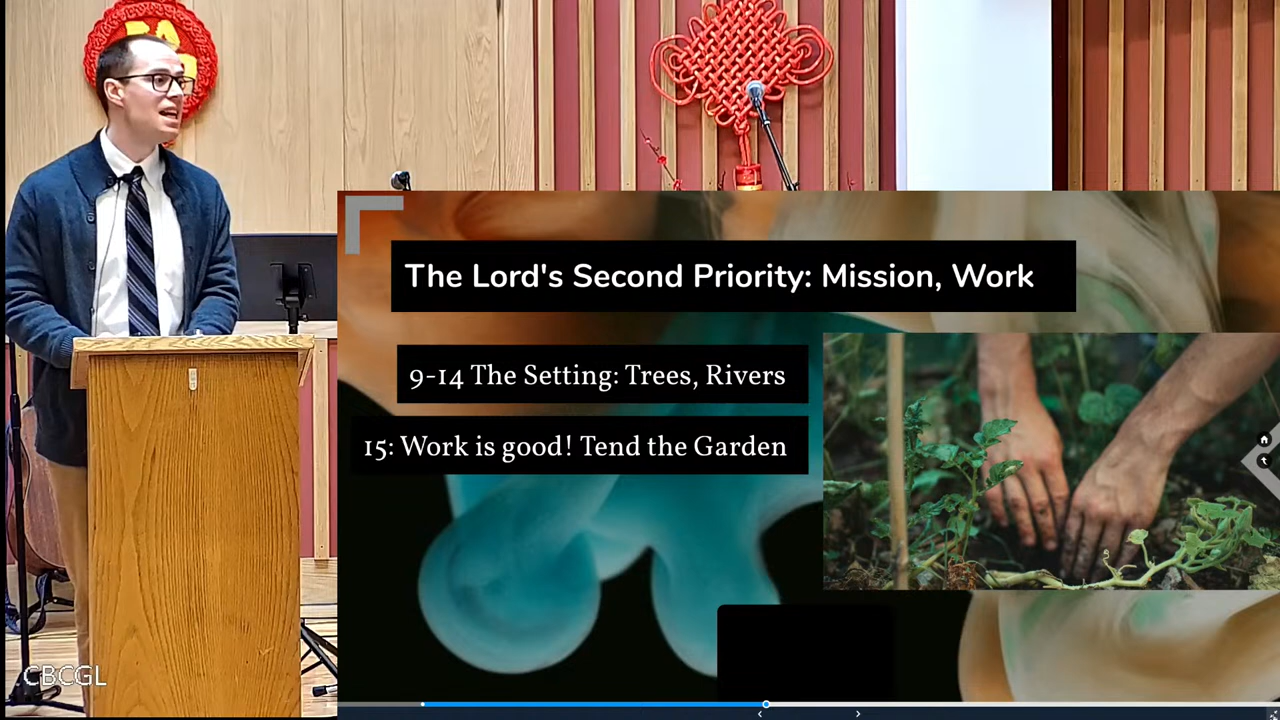 The Lord's Second Priority: Mission, Work
9-14 The Setting: Trees, Rivers
15: Work is good! Tend the Garden
CBCGL